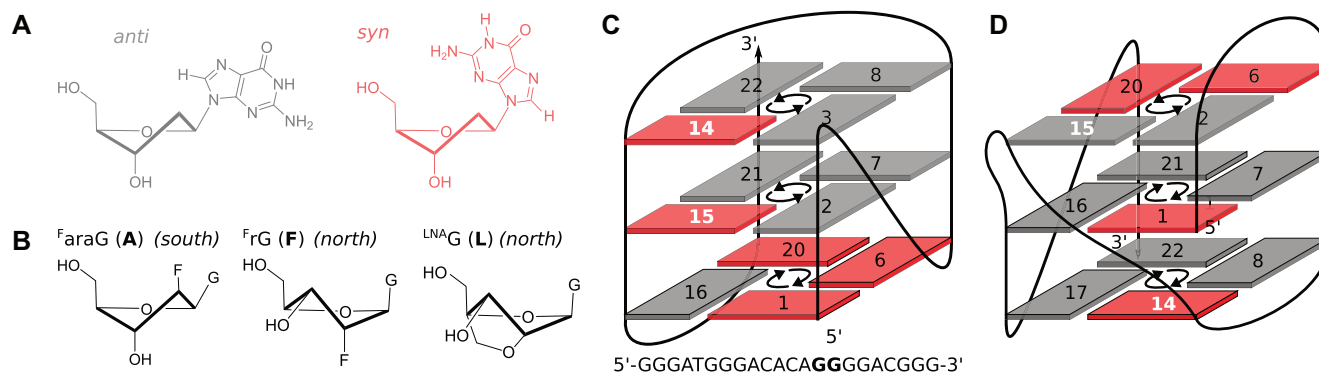 A
anti
HO
O
OH
H
N
N
N
O
N
NH
NH₂
syn
HO
O
OH
H
N
O
H₂N
N
N
N
H
B
ᶠaraG (A) (south)
HO
F
G
O
OH
ᶠrG (F) (north)
HO
G
O
HO
F
ᴸᴺᴬG (L) (north)
HO
G
O
HO
O
C
3'
22
8
14
3
21
7
15
2
20
6
16
1
5'
5'-GGGATGGGACACAGGGGACGGG-3'
D
20
6
15
2
21
7
16
1
5'
3'
22
8
17
14